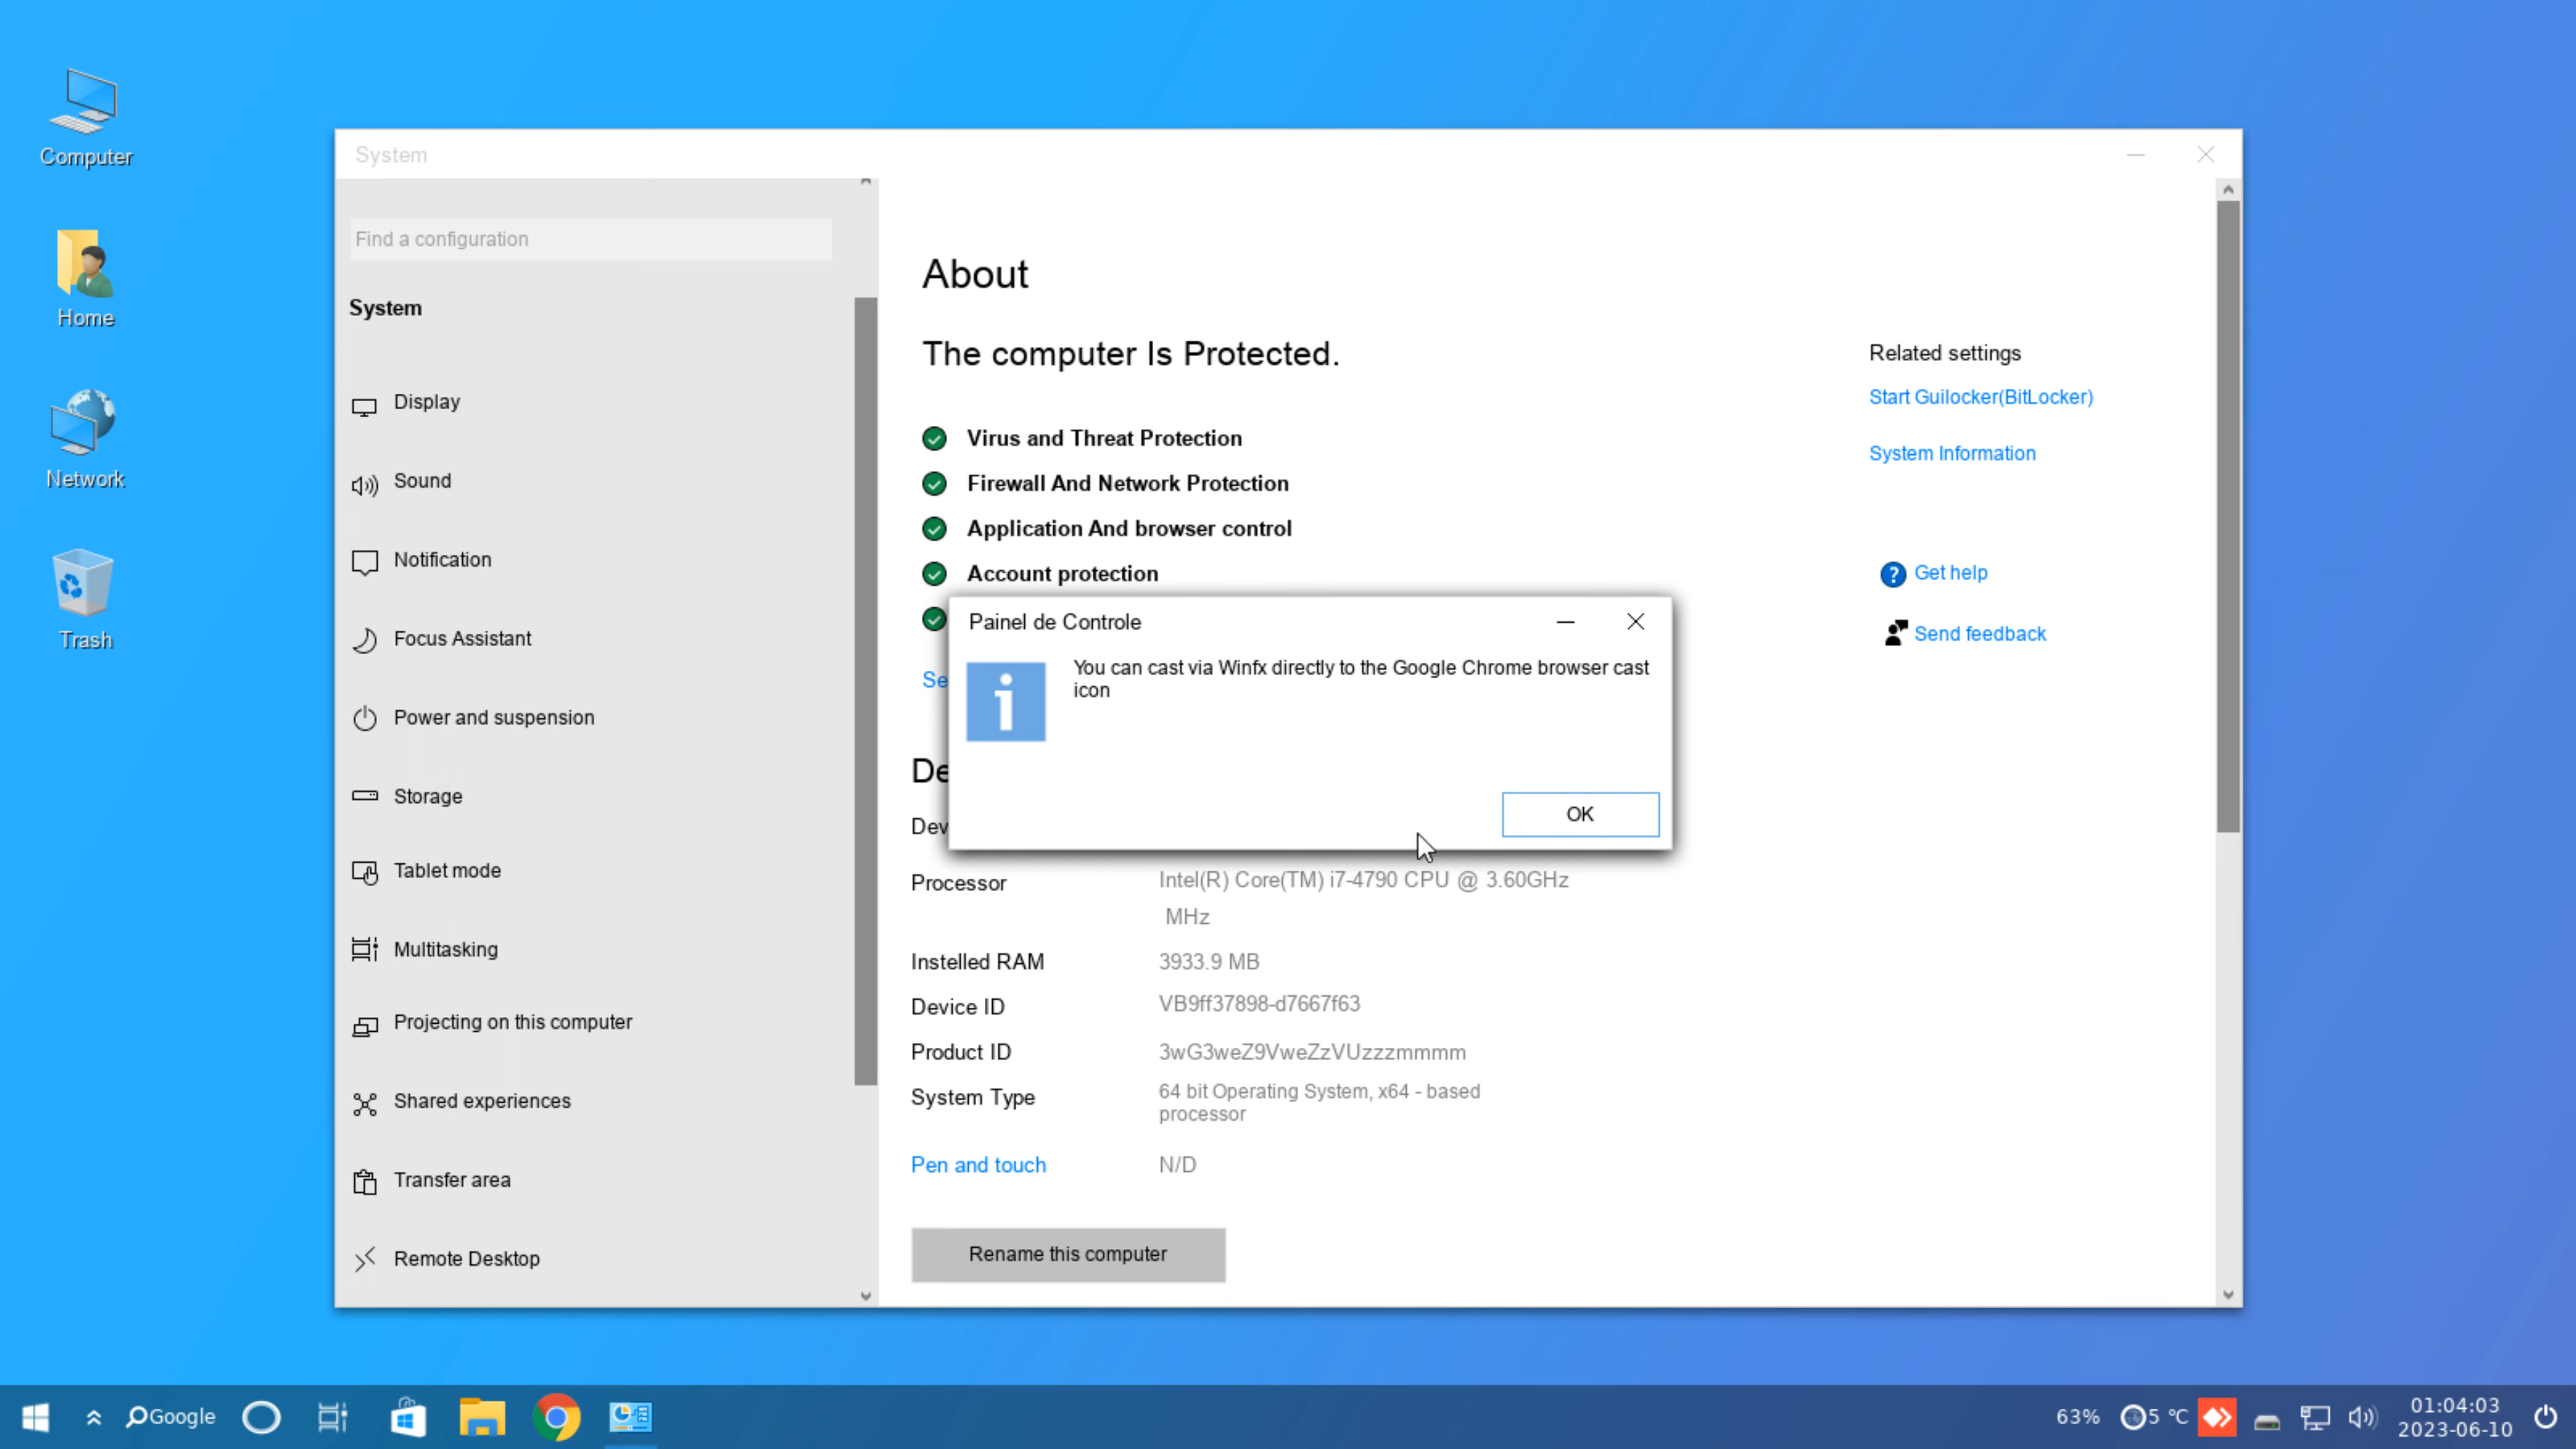 Computer
Home
Network
Trash
System
Find a configuration
System
Display
Sound
Notification
Focus Assistant
Power and suspension
Storage
Tablet mode
Multitasking
Projecting on this computer
Shared experiences
Transfer area
Remote Desktop
About
The computer Is Protected.
Virus and Threat Protection
Firewall And Network Protection
Application And browser control
Account protection
Se
De
Dev
Processor
Intel(R) Core(TM) i7-4790 CPU @ 3.60GHz
MHz
Instelled RAM
3933.9 MB
Device ID
VB9ff37898-d7667f63
Product ID
3wG3weZ9VweZzVUzzzmmmm
System Type
64 bit Operating System, x64 - based
processor
Pen and touch
N/D
Rename this computer
Related settings
Start Guilocker(BitLocker)
System Information
Get help
Send feedback
Painel de Controle
You can cast via Winfx directly to the Google Chrome browser cast
icon
OK
Google
63%
5 °C
01:04:03
2023-06-10